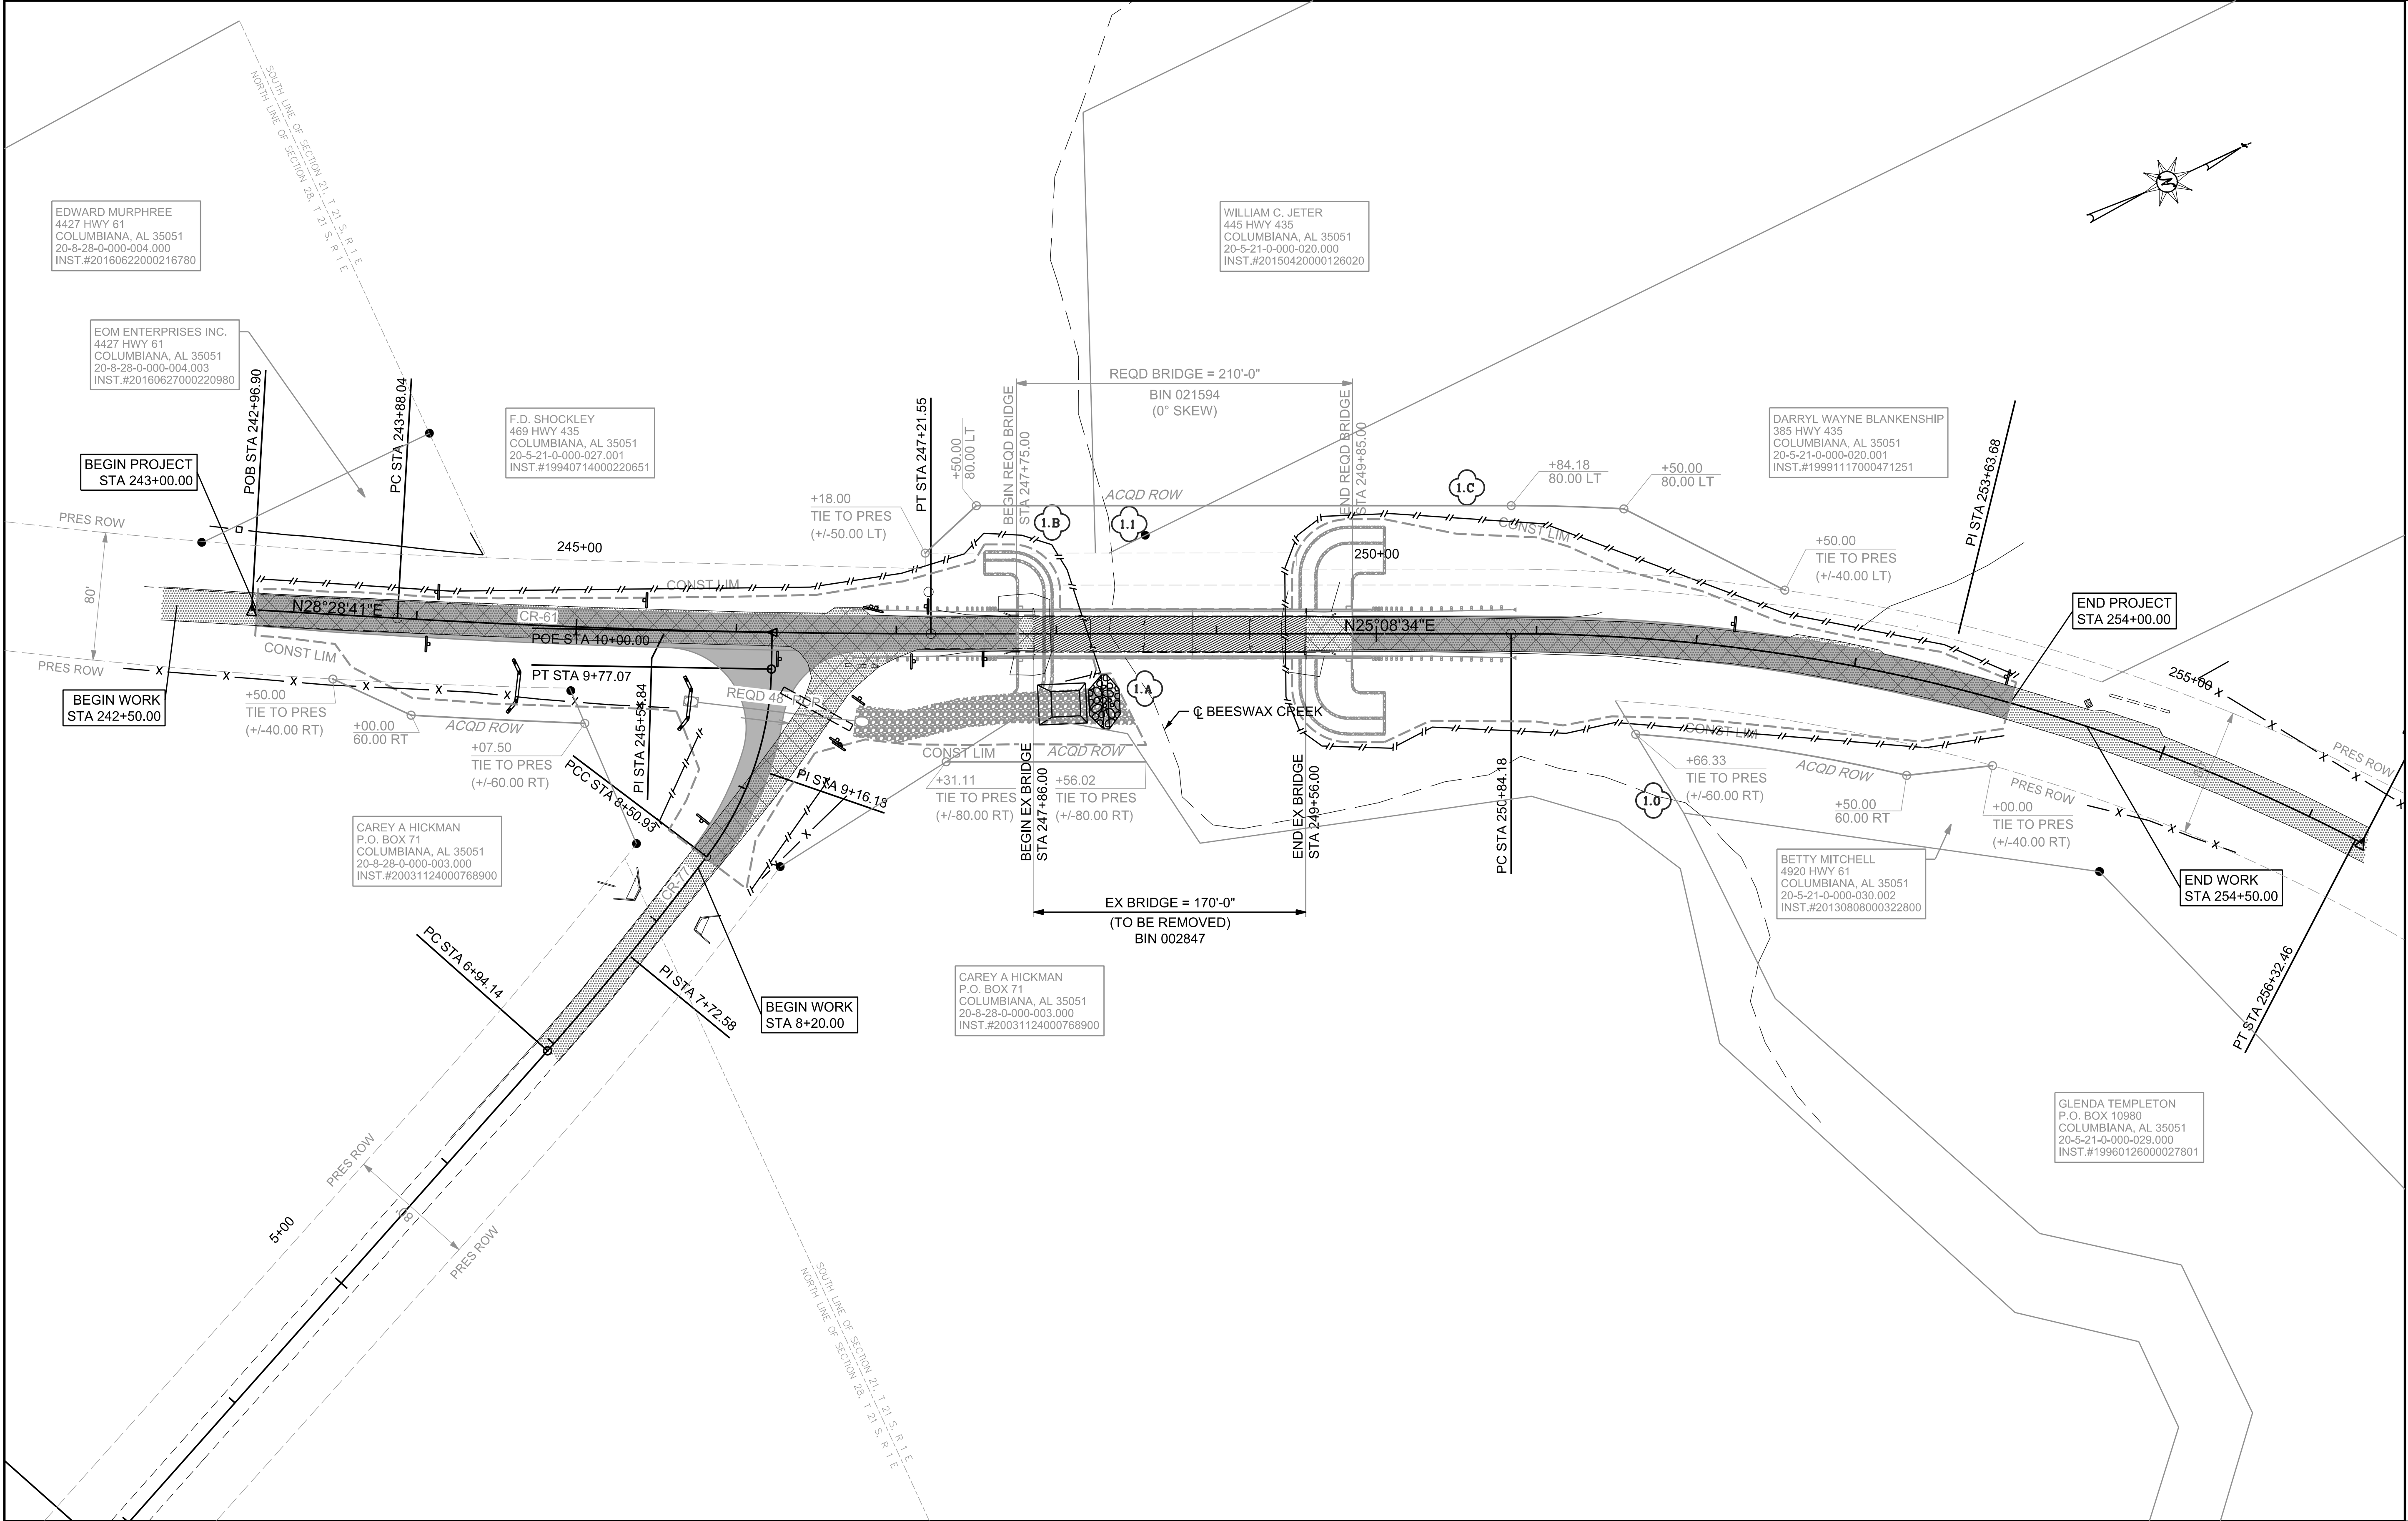 SOUTH LINE OF SECTION 21, T 21 S, R 1 E
NORTH LINE OF SECTION 28, T 21 S, R 1 E
EDWARD MURPHREE
4427 HWY 61
COLUMBIANA, AL 35051
20-8-28-0-000-004.000
INST.#20160622000216780
WILLIAM C. JETER
445 HWY 435
COLUMBIANA, AL 35051
20-5-21-0-000-020.000
INST.#20150420000126020
N
EOM ENTERPRISES INC.
4427 HWY 61
COLUMBIANA, AL 35051
20-8-28-0-000-004.003
INST.#20160627000220980
POB STA 242+96.90
PC STA 243+88.04
F.D. SHOCKLEY
469 HWY 435
COLUMBIANA, AL 35051
20-5-21-0-000-027.001
INST.#19940714000220651
BEGIN PROJECT
STA 243+00.00
PT STA 247+21.55
+50.00
80.00 LT
BEGIN REQD BRIDGE
STA 247+75.00
REQD BRIDGE = 210'-0"
BIN 021594
(0° SKEW)
END REQD BRIDGE
STA 249+85.00
DARRYL WAYNE BLANKENSHIP
385 HWY 435
COLUMBIANA, AL 35051
20-5-21-0-000-020.001
INST.#19991117000471251
PI STA 253+63.68
+18.00
TIE TO PRES
(+/-50.00 LT)
ACQD ROW
1.B
1.1
1.C
+84.18
80.00 LT
+50.00
80.00 LT
+50.00
TIE TO PRES
(+/-40.00 LT)
PRES ROW
80'
245+00
250+00
CONST LIM
CONST LIM
END PROJECT
STA 254+00.00
N28°28'41"E
CR-61
POE STA 10+00.00
N25°08'34"E
CONST LIM
PRES ROW
PT STA 9+77.07
BEGIN WORK
STA 242+50.00
+50.00
TIE TO PRES
(+/-40.00 RT)
+00.00
60.00 RT
ACQD ROW
+07.50
TIE TO PRES
(+/-60.00 RT)
REQD 48" RCP
1.A
℄ BEESWAX CREEK
255+00
PRES ROW
PCC STA 8+50.93
PI STA 9+16.18
CONST LIM
ACQD ROW
+31.11
TIE TO PRES
(+/-80.00 RT)
+56.02
TIE TO PRES
(+/-80.00 RT)
BEGIN EX BRIDGE
STA 247+86.00
END EX BRIDGE
STA 249+56.00
PC STA 250+84.18
CONST LIM
+66.33
TIE TO PRES
(+/-60.00 RT)
ACQD ROW
+50.00
60.00 RT
PRES ROW
+00.00
TIE TO PRES
(+/-40.00 RT)
CAREY A HICKMAN
P.O. BOX 71
COLUMBIANA, AL 35051
20-8-28-0-000-003.000
INST.#20031124000768900
CR-77
EX BRIDGE = 170'-0"
(TO BE REMOVED)
BIN 002847
BETTY MITCHELL
4920 HWY 61
COLUMBIANA, AL 35051
20-5-21-0-000-030.002
INST.#20130808000322800
END WORK
STA 254+50.00
PC STA 6+94.14
PI STA 7+72.58
BEGIN WORK
STA 8+20.00
CAREY A HICKMAN
P.O. BOX 71
COLUMBIANA, AL 35051
20-8-28-0-000-003.000
INST.#20031124000768900
PT STA 256+32.46
GLENDA TEMPLETON
P.O. BOX 10980
COLUMBIANA, AL 35051
20-5-21-0-000-029.000
INST.#19960126000027801
PRES ROW
80'
PRES ROW
5+00
SOUTH LINE OF SECTION 21, T 21 S, R 1 E
NORTH LINE OF SECTION 28, T 21 S, R 1 E